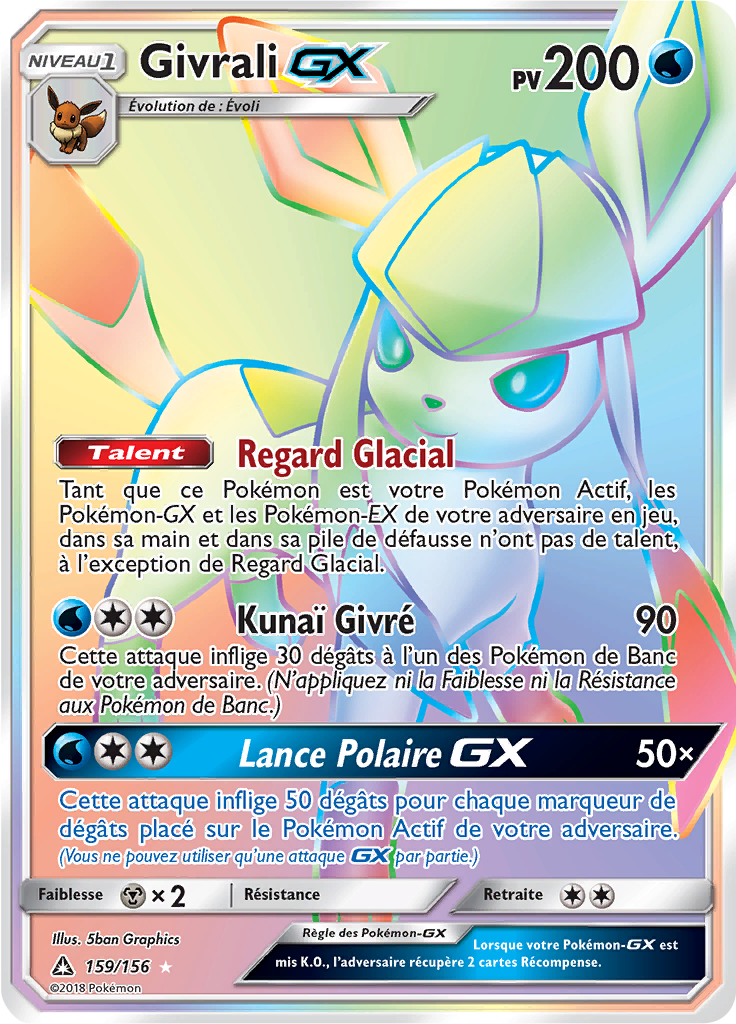 NIVEAU 1
Givrali GX
PV 200
Évolution de : Évoli
Talent Regard Glacial
Tant que ce Pokémon est votre Pokémon Actif, les
Pokémon-GX et les Pokémon-EX de votre adversaire en jeu,
dans sa main et dans sa pile de défausse n'ont pas de talent,
à l'exception de Regard Glacial.
Kunaï Givré 90
Cette attaque inflige 30 dégâts à l'un des Pokémon de Banc
de votre adversaire. (N'appliquez ni la Faiblesse ni la Résistance
aux Pokémon de Banc.)
Lance Polaire GX 50×
Cette attaque inflige 50 dégâts pour chaque marqueur de
dégâts placé sur le Pokémon Actif de votre adversaire.
(Vous ne pouvez utiliser qu'une attaque GX par partie.)
Faiblesse ×2 Résistance Retraite
Illus. 5ban Graphics
159/156
©2018 Pokémon
Règle des Pokémon-GX
Lorsque votre Pokémon-GX est
mis K.O., l'adversaire récupère 2 cartes Récompense.